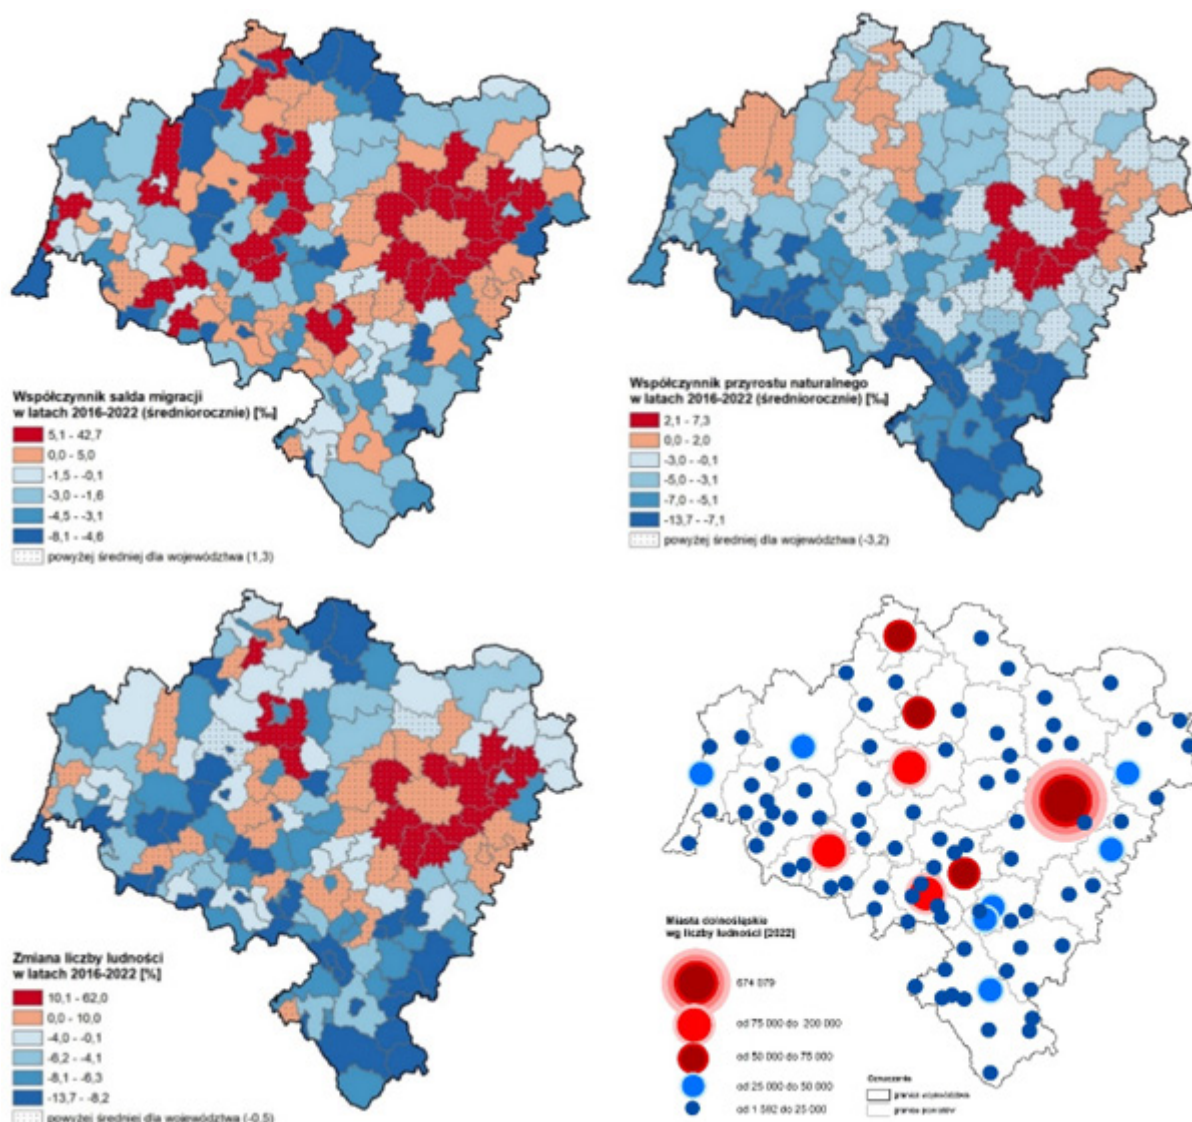 Współczynnik salda migracji
w latach 2016-2022 (średniorocznie) [‰]
5,1 - 42,7
0,0 - 5,0
-1,5 - -0,1
-3,0 - -1,6
-4,5 - -3,1
-8,1 - -4,6
powyżej średniej dla województwa (1,3)
Współczynnik przyrostu naturalnego
w latach 2016-2022 (średniorocznie) [‰]
2,1 - 7,3
0,0 - 2,0
-3,0 - -0,1
-5,0 - -3,1
-7,0 - -5,1
-13,7 - -7,1
powyżej średniej dla województwa (-3,2)
Zmiana liczby ludności
w latach 2016-2022 [%]
10,1 - 62,0
0,0 - 10,0
-4,0 - -0,1
-6,2 - -4,1
-8,1 - -6,3
-13,7 - -8,2
powyżej średniej dla województwa (-0,5)
Miasta dolnośląskie
wg liczby ludności [2022]
674 079
od 75 000 do 200 000
od 50 000 do 75 000
od 25 000 do 50 000
od 1 592 do 25 000
Oznaczenia
granica województwa
granica powiatów